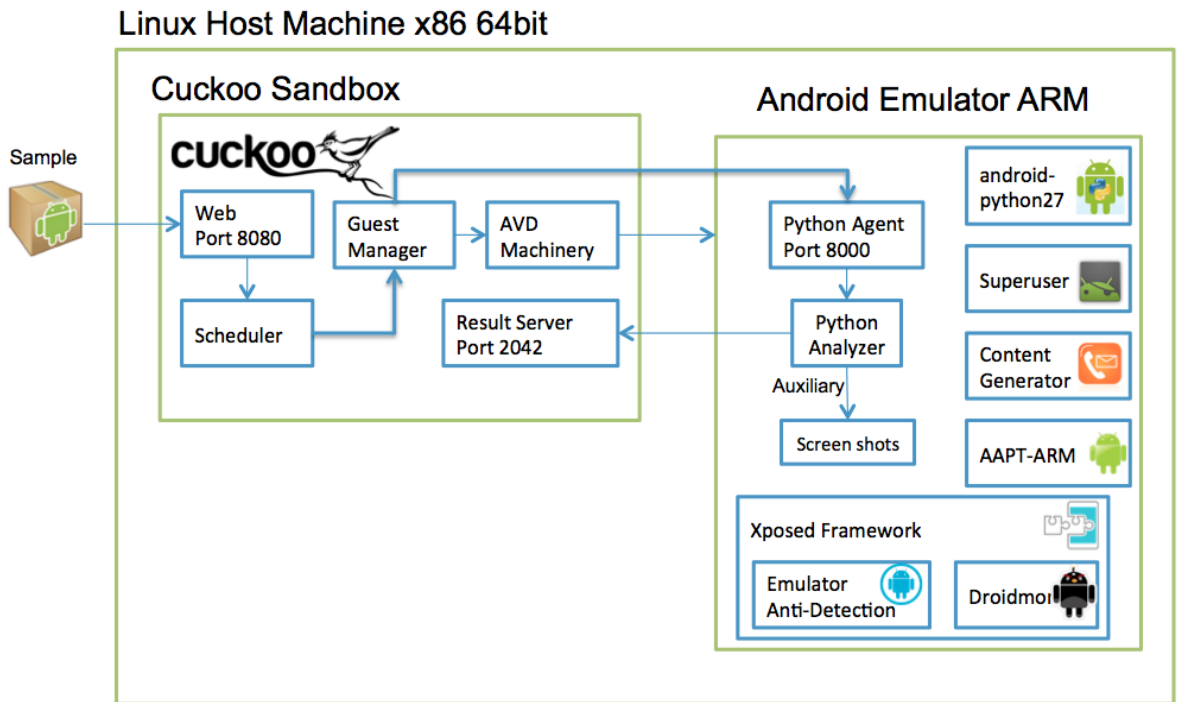 Linux Host Machine x86 64bit
Cuckoo Sandbox
Android Emulator ARM
Sample
cuckoo
Web
Port 8080
Guest
Manager
AVD
Machinery
Scheduler
Result Server
Port 2042
Python Agent
Port 8000
Python
Analyzer
Auxiliary
Screen shots
android-
python27
Superuser
Content
Generator
AAPT-ARM
Xposed Framework
Emulator
Anti-Detection
Droidmon